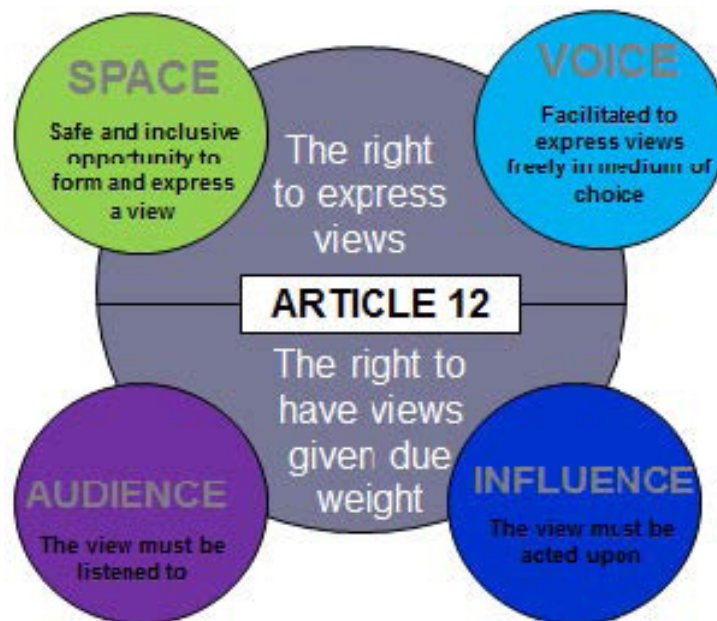 SPACE
Safe and inclusive
opportunity to
form and express
a view
VOICE
Facilitated to
express views
freely in medium of
choice
The right
to express
views
ARTICLE 12
The right to
have views
given due
weight
AUDIENCE
The view must be
listened to
INFLUENCE
The view must be
acted upon